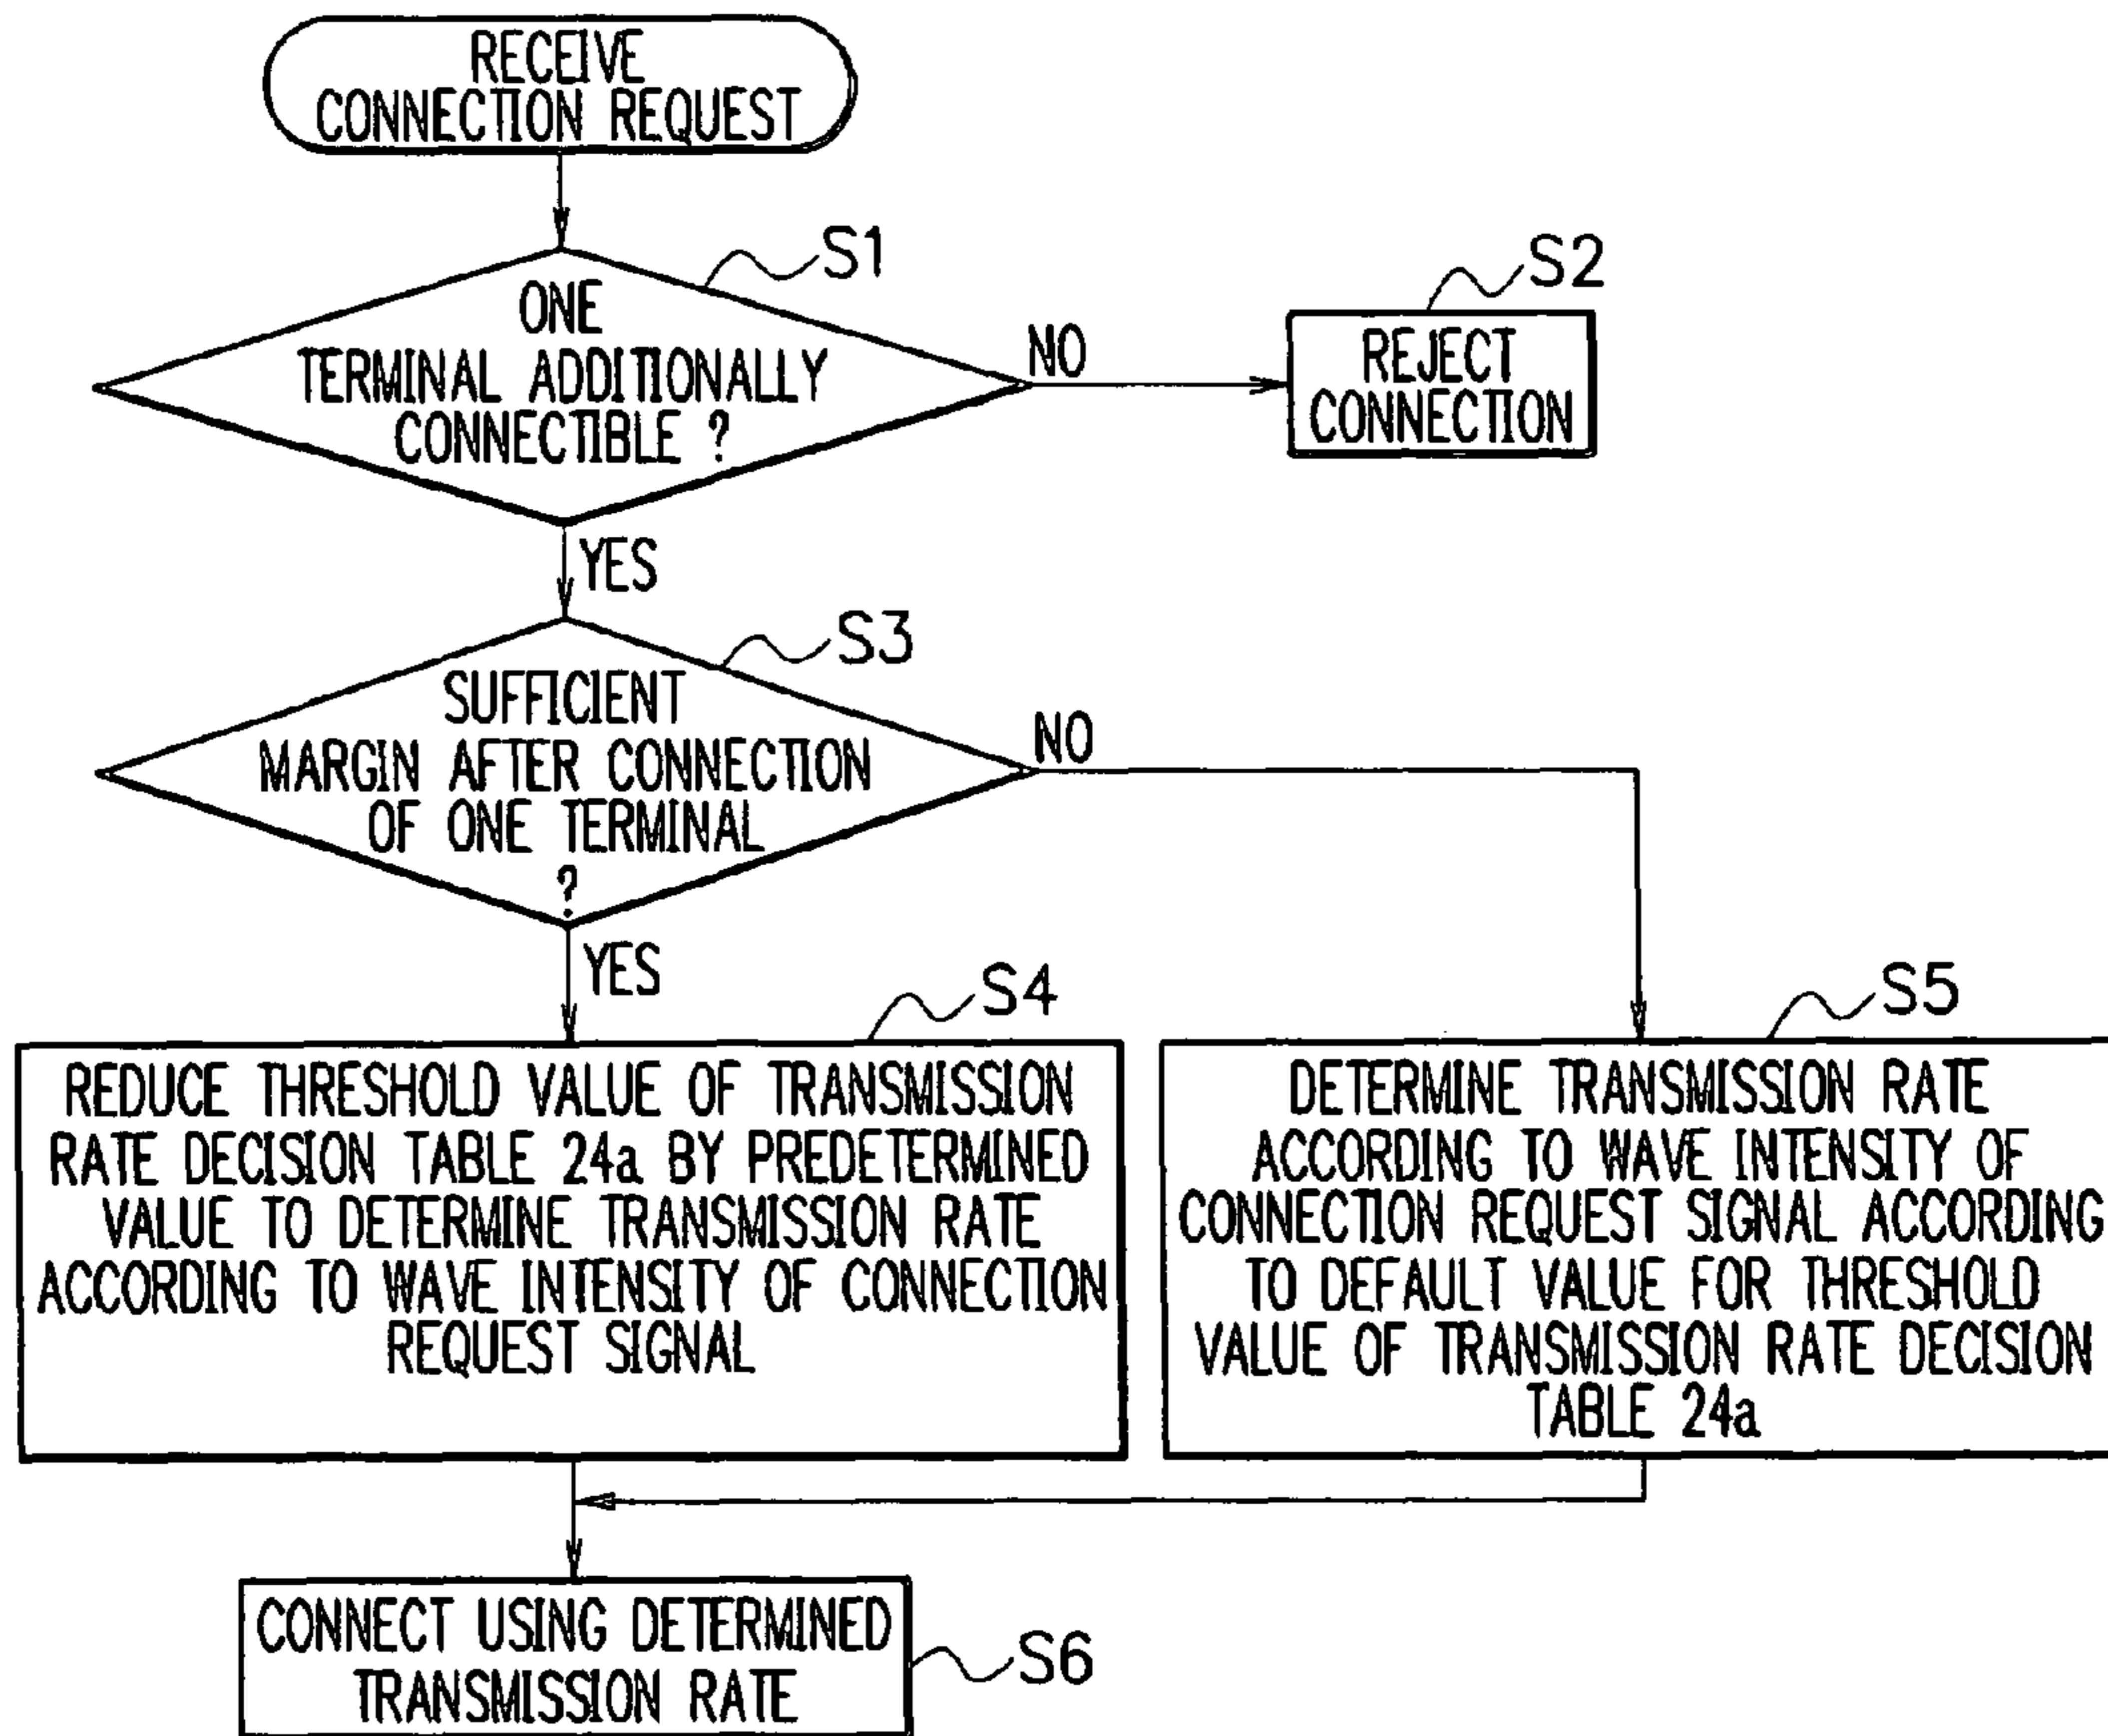 RECEIVE
CONNECTION REQUEST
S1
ONE
TERMINAL ADDITIONALLY
CONNECTIBLE ?
NO
S2
REJECT
CONNECTION
YES
S3
SUFFICIENT
MARGIN AFTER CONNECTION
OF ONE TERMINAL
?
NO
YES
S4
REDUCE THRESHOLD VALUE OF TRANSMISSION
RATE DECISION TABLE 24a BY PREDETERMINED
VALUE TO DETERMINE TRANSMISSION RATE
ACCORDING TO WAVE INTENSITY OF CONNECTION
REQUEST SIGNAL
S5
DETERMINE TRANSMISSION RATE
ACCORDING TO WAVE INTENSITY OF
CONNECTION REQUEST SIGNAL ACCORDING
TO DEFAULT VALUE FOR THRESHOLD
VALUE OF TRANSMISSION RATE DECISION
TABLE 24a
CONNECT USING DETERMINED
TRANSMISSION RATE
S6